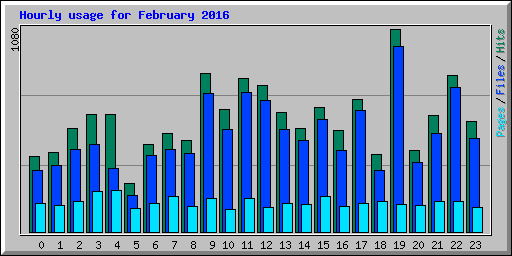 Hourly usage for February 2016
1080
Pages / Files / Hits
0 1 2 3 4 5 6 7 8 9 10 11 12 13 14 15 16 17 18 19 20 21 22 23